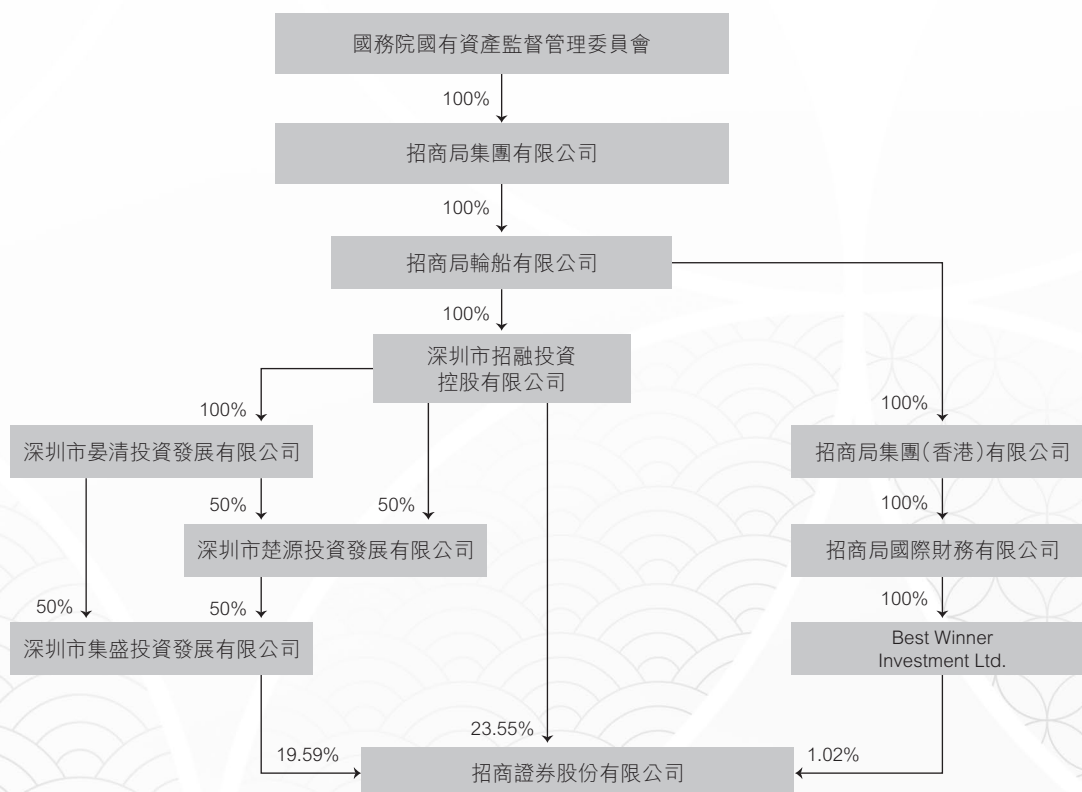 國務院國有資產監督管理委員會
100%
招商局集團有限公司
100%
招商局輪船有限公司
100%
深圳市招融投資
控股有限公司
100%
100%
深圳市晏清投資發展有限公司
招商局集團(香港)有限公司
50%
50%
100%
深圳市楚源投資發展有限公司
招商局國際財務有限公司
50%
50%
100%
深圳市集盛投資發展有限公司
Best Winner
Investment Ltd.
23.55%
19.59%
1.02%
招商證券股份有限公司